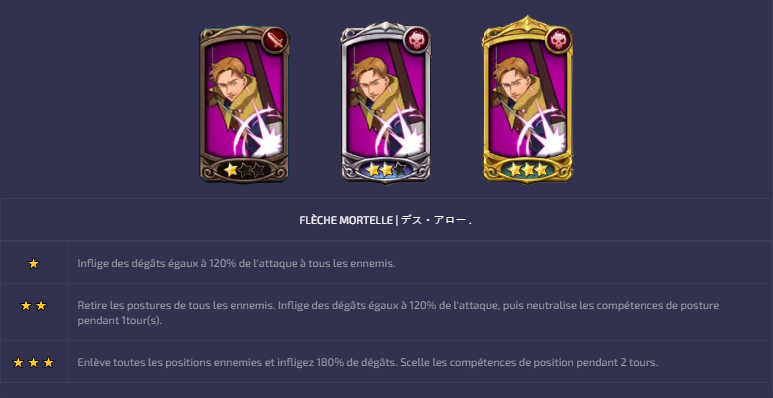 FLÈCHE MORTELLE | デス・アロー .
Inflige des dégâts égaux à 120% de l'attaque à tous les ennemis.
Retire les postures de tous les ennemis. Inflige des dégâts égaux à 120% de l'attaque, puis neutralise les compétences de posture
pendant 1tour(s).
Enlève toutes les positions ennemies et infligez 180% de dégâts. Scelle les compétences de position pendant 2 tours.